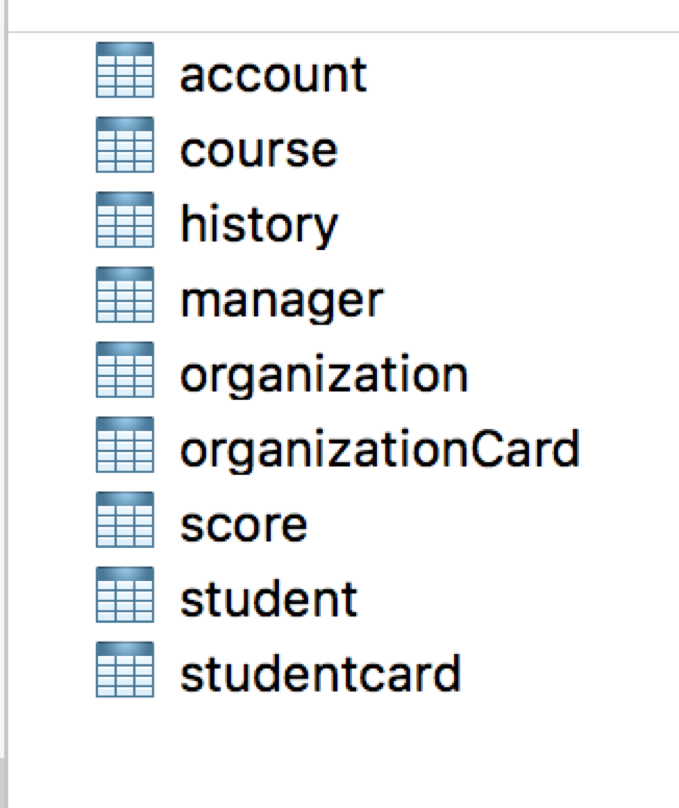 account
course
history
manager
organization
organizationCard
score
student
studentcard